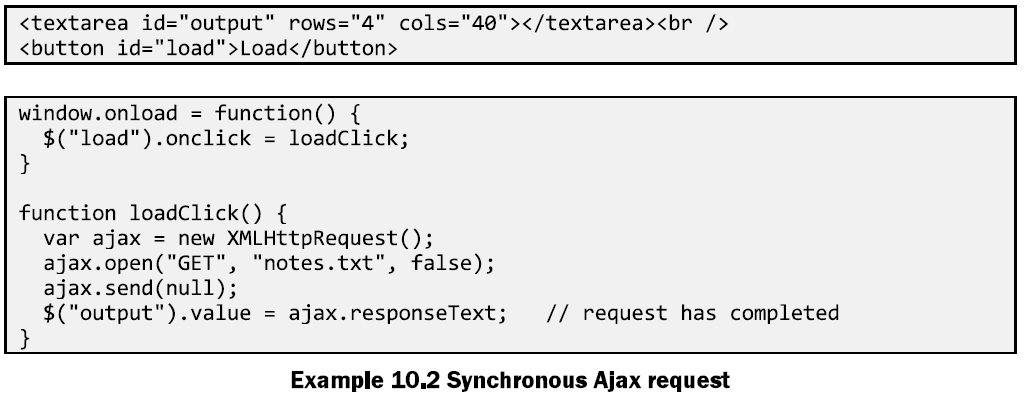 <textarea id="output" rows="4" cols="40"></textarea><br />
<button id="load">Load</button>
window.onload = function() {
  $("load").onclick = loadClick;
}
function loadClick() {
  var ajax = new XMLHttpRequest();
  ajax.open("GET", "notes.txt", false);
  ajax.send(null);
  $("output").value = ajax.responseText;   // request has completed
}
Example 10.2 Synchronous Ajax request